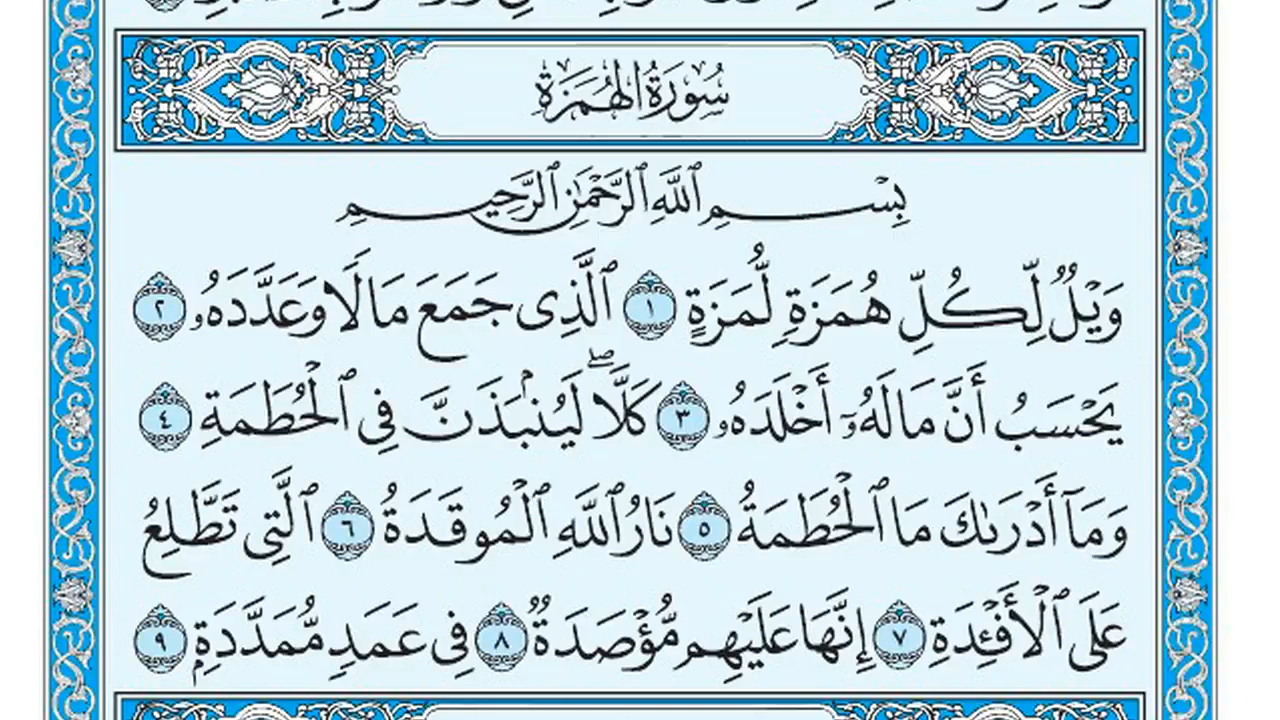 سُورَةُ الهُمَزَةِ
بِسْمِ ٱللَّهِ ٱلرَّحْمَٰنِ ٱلرَّحِيمِ
وَيْلٌ لِّكُلِّ هُمَزَةٍ لُّمَزَةٍ ١ ٱلَّذِى جَمَعَ مَالًا وَعَدَّدَهُۥ ٢
يَحْسَبُ أَنَّ مَالَهُۥٓ أَخْلَدَهُۥ ٣ كَلَّاۖ لَيُنۢبَذَنَّ فِى ٱلْحُطَمَةِ ٤
وَمَآ أَدْرَىٰكَ مَا ٱلْحُطَمَةُ ٥ نَارُ ٱللَّهِ ٱلْمُوقَدَةُ ٦ ٱلَّتِى تَطَّلِعُ
عَلَى ٱلْأَفْـِٔدَةِ ٧ إِنَّهَا عَلَيْهِم مُّؤْصَدَةٌ ٨ فِى عَمَدٍ مُّمَدَّدَةٍۭ ٩